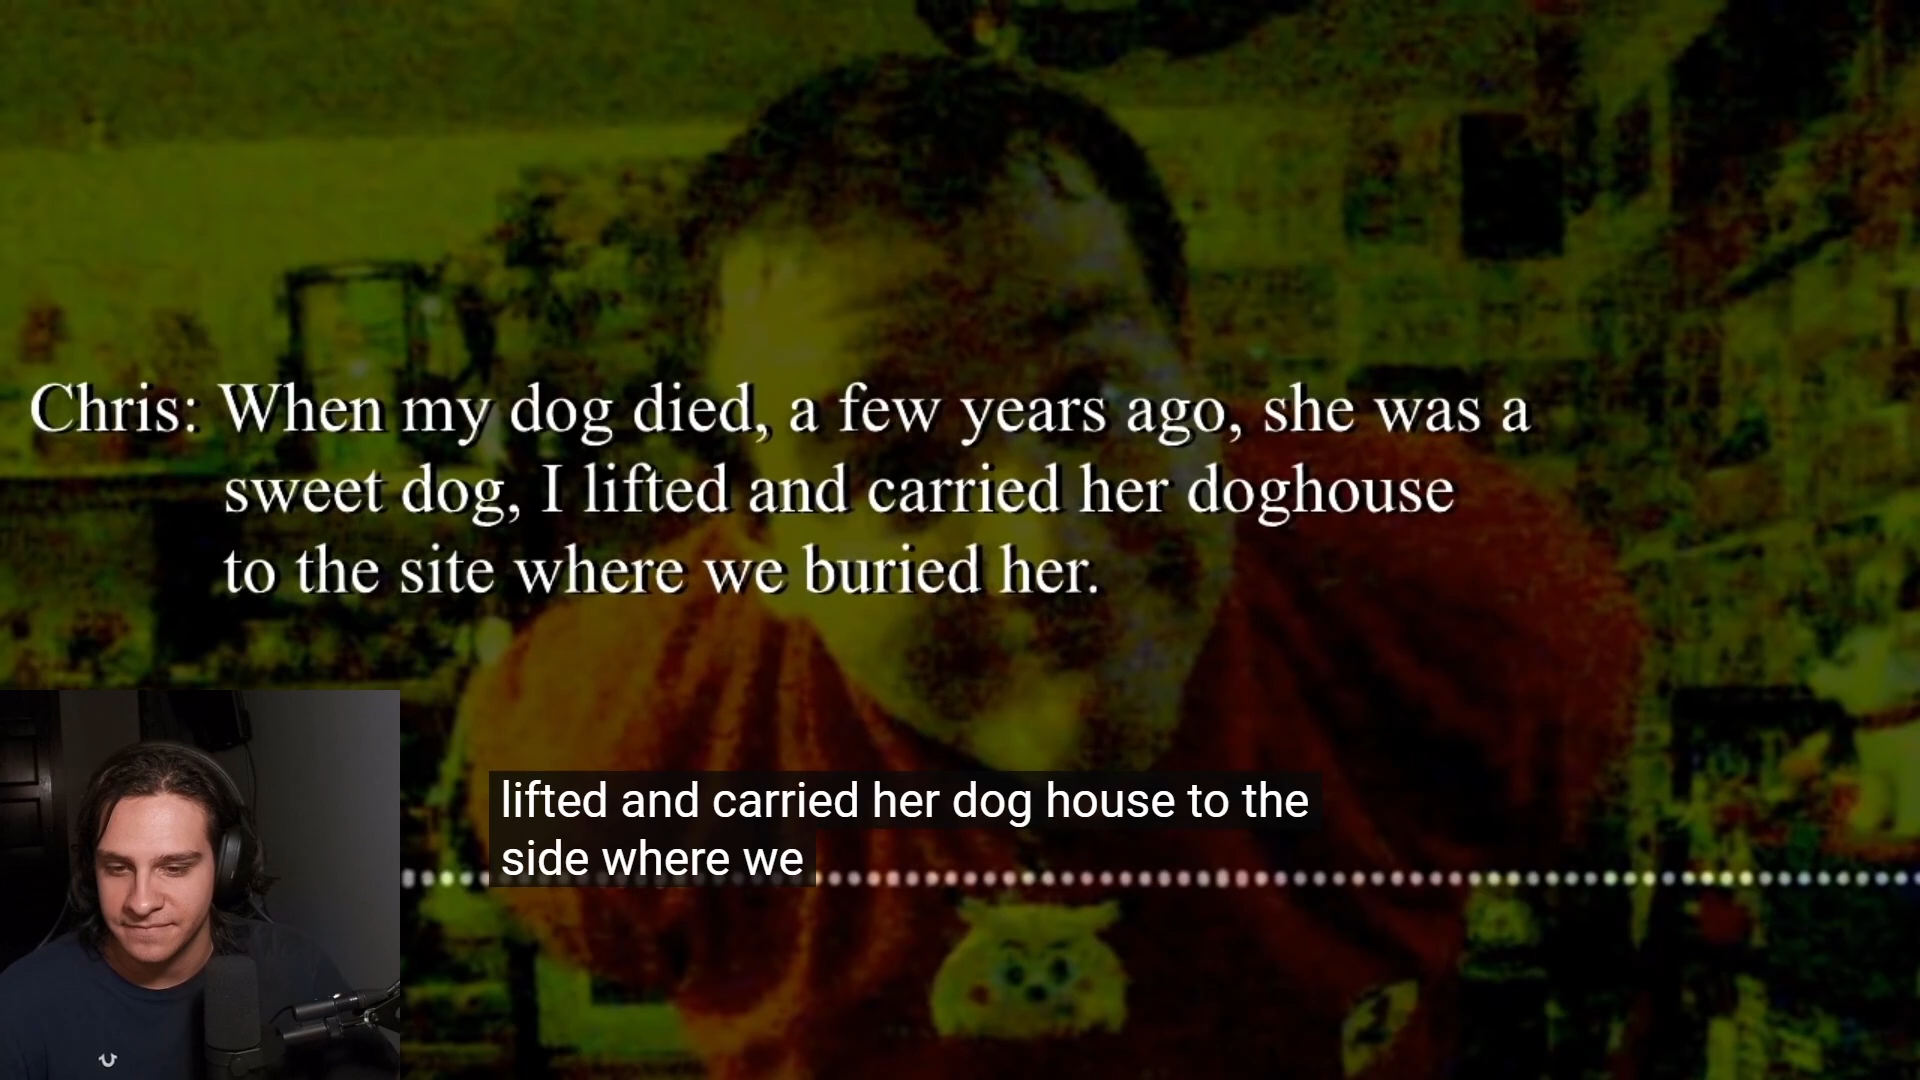 Chris: When my dog died, a few years ago, she was a
sweet dog, I lifted and carried her doghouse
to the site where we buried her.
lifted and carried her dog house to the
side where we